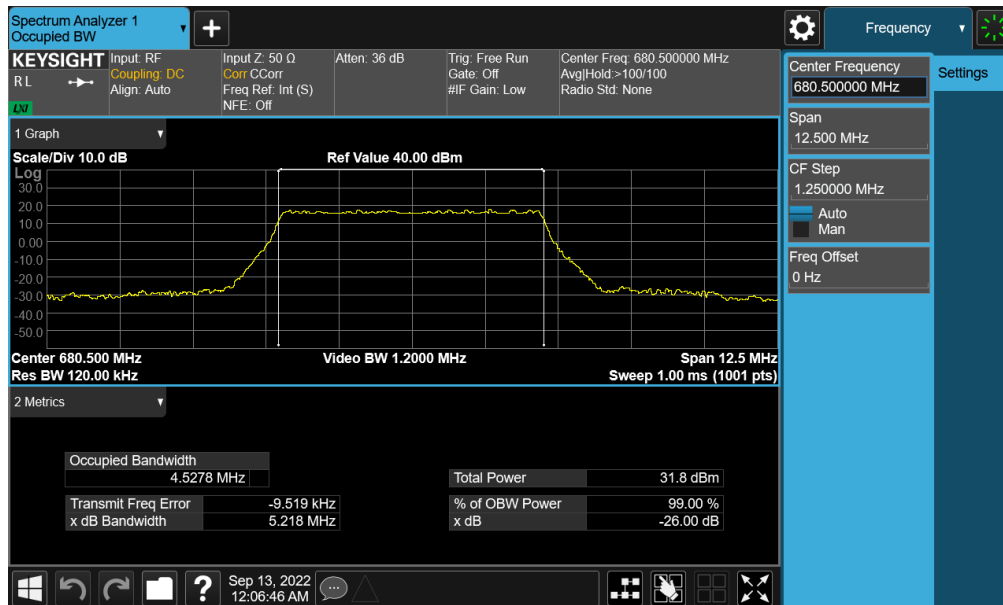 Spectrum Analyzer 1
Occupied BW
Frequency
KEYSIGHT
R L
LXI
Input: RF
Coupling: DC
Align: Auto
Input Z: 50 Ω
Corr CCorr
Freq Ref: Int (S)
NFE: Off
Atten: 36 dB
Trig: Free Run
Gate: Off
#IF Gain: Low
Center Freq: 680.500000 MHz
Avg|Hold:>100/100
Radio Std: None
Center Frequency
680.500000 MHz
Settings
Span
12.500 MHz
CF Step
1.250000 MHz
Auto
Man
Freq Offset
0 Hz
1 Graph
Scale/Div 10.0 dB
Ref Value 40.00 dBm
Log
30.0
20.0
10.0
0.00
-10.0
-20.0
-30.0
-40.0
-50.0
Center 680.500 MHz
Video BW 1.2000 MHz
Span 12.5 MHz
Res BW 120.00 kHz
Sweep 1.00 ms (1001 pts)
2 Metrics
Occupied Bandwidth
4.5278 MHz
Total Power 31.8 dBm
Transmit Freq Error -9.519 kHz
% of OBW Power 99.00 %
x dB Bandwidth 5.218 MHz
x dB -26.00 dB
?
Sep 13, 2022
12:06:46 AM